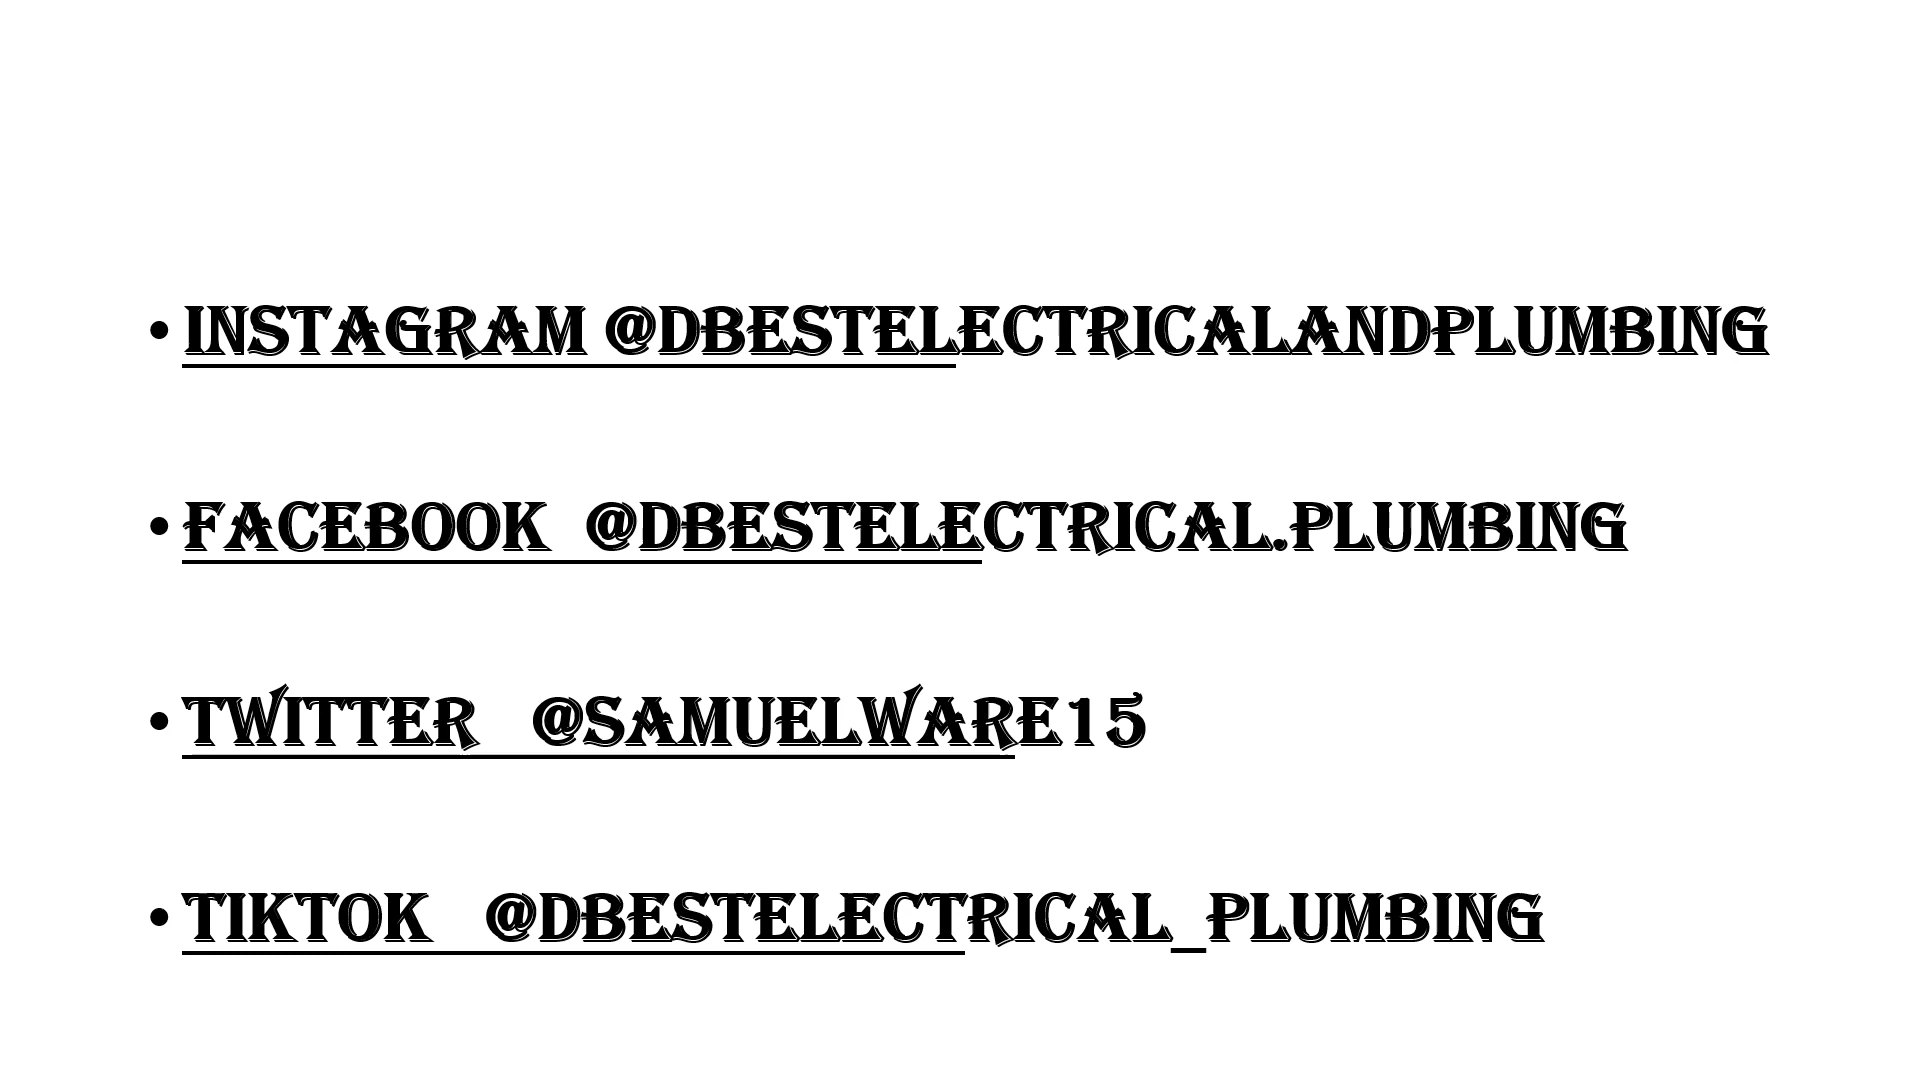 • INSTAGRAM @DBESTELECTRICALANDPLUMBING
• FACEBOOK @DBESTELECTRICAL.PLUMBING
• TWITTER @SAMUELWARE15
• TIKTOK @DBESTELECTRICAL_PLUMBING